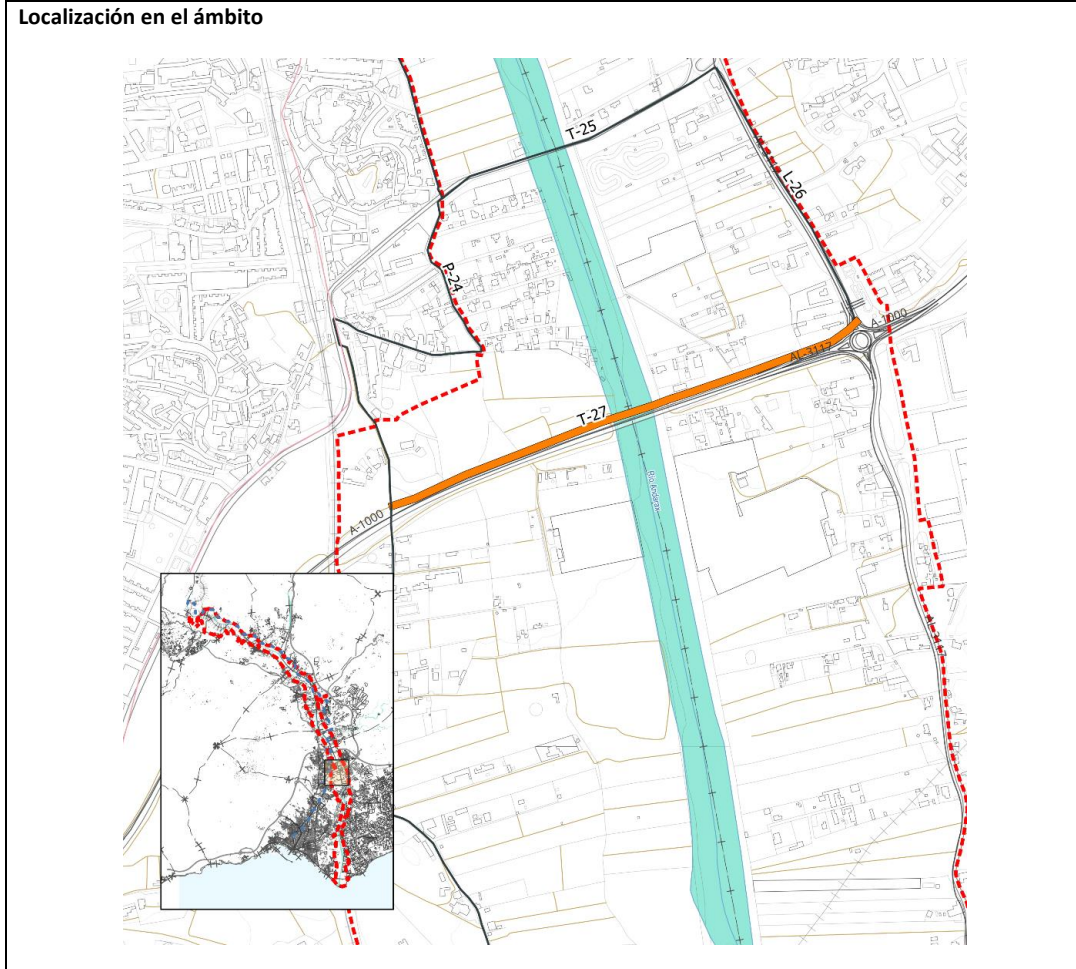 Localización en el ámbito
T-25
L-26
P-24
A-1000
AL-3117
T-27
Río Andarax
A-1000